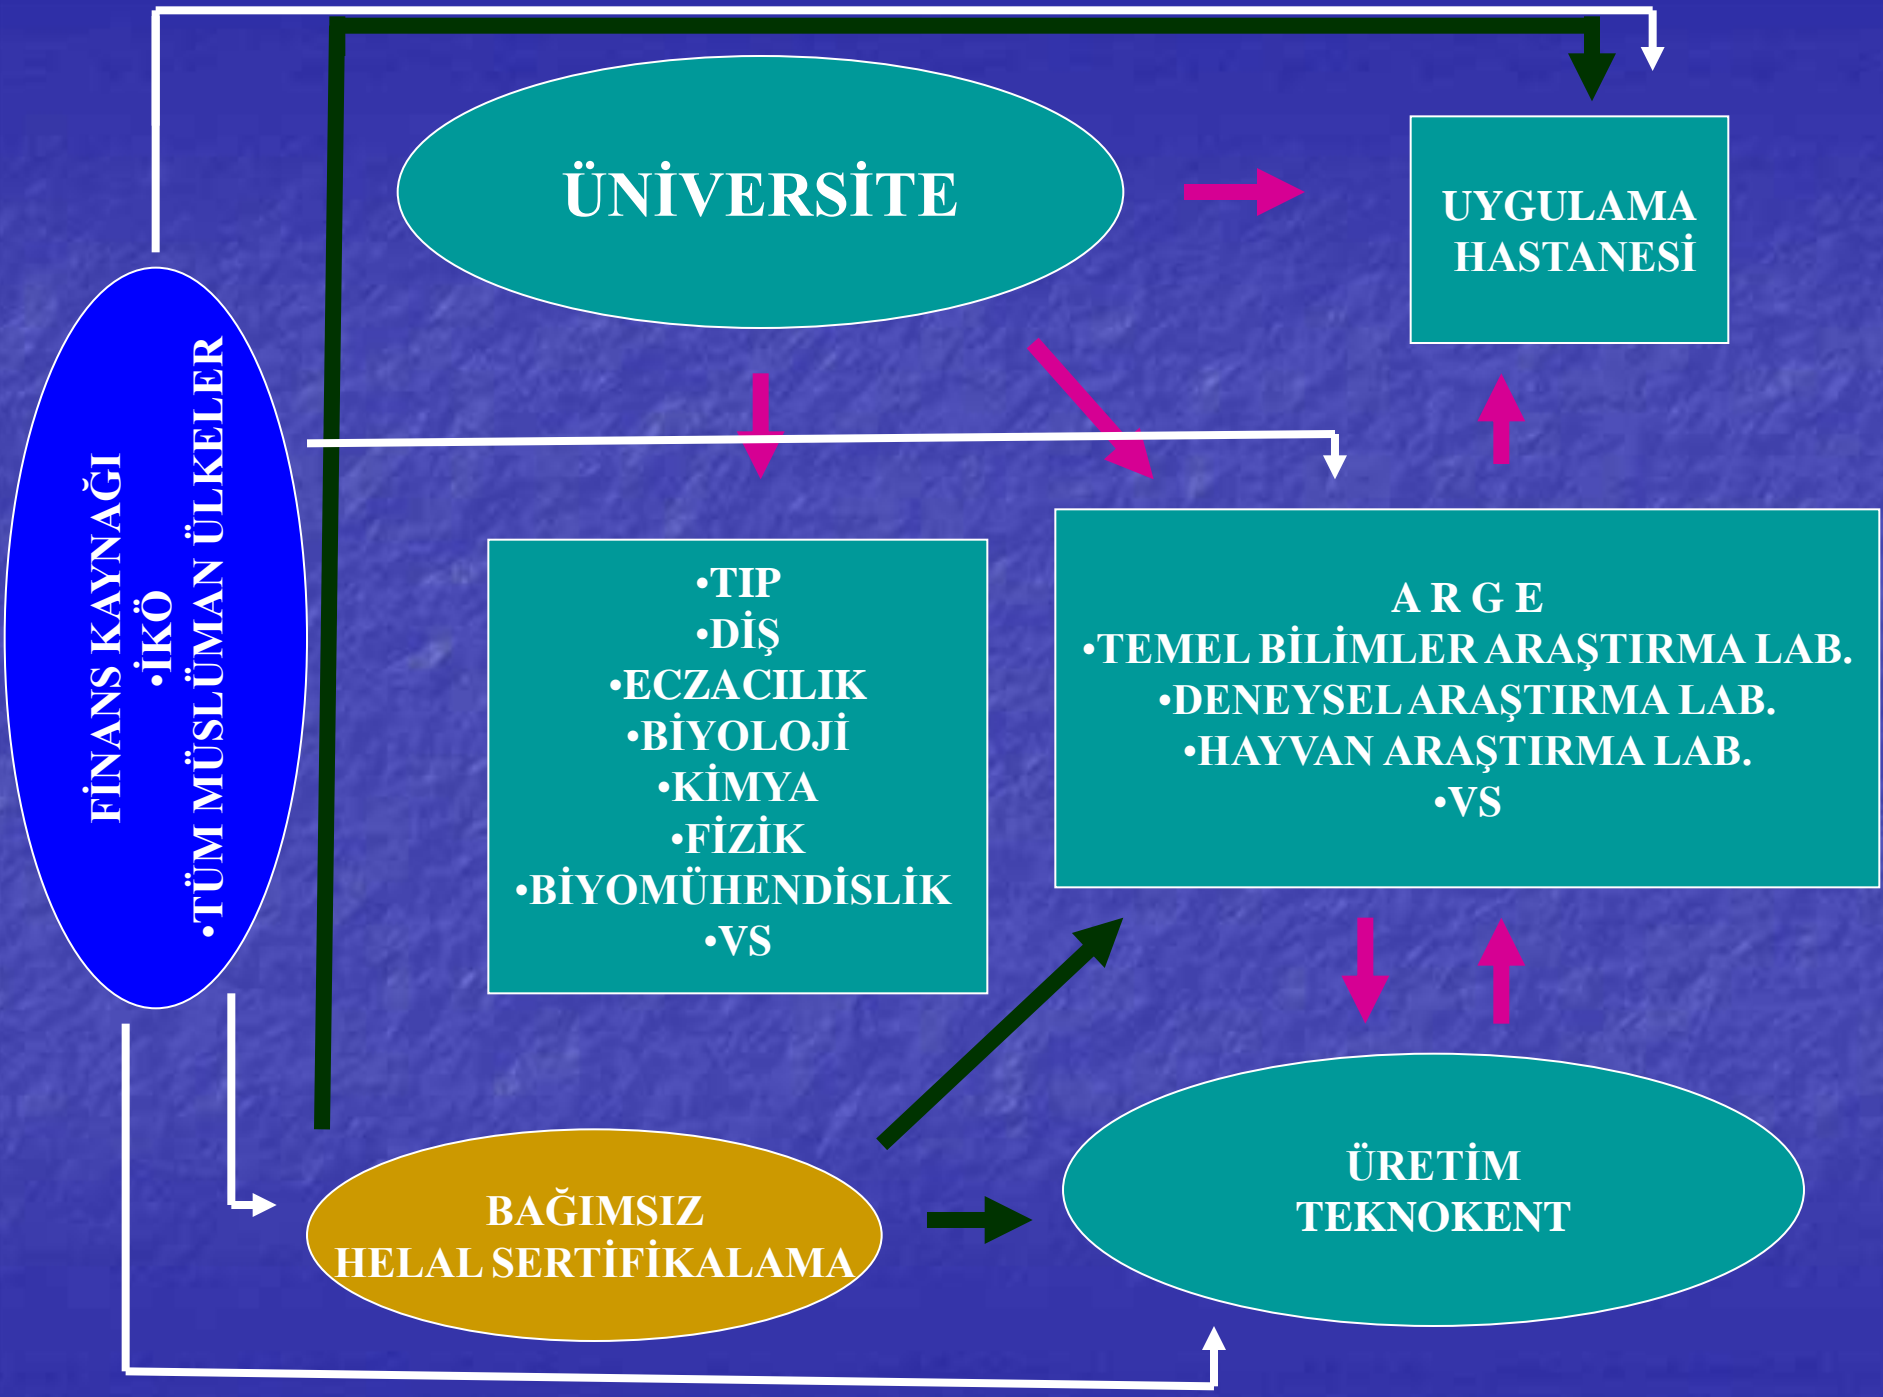 ÜNİVERSİTE
UYGULAMA
HASTANESİ
FİNANS KAYNAĞI
•İKÖ
•TÜM MÜSLÜMAN ÜLKELER
•TIP
•DİŞ
•ECZACILIK
•BİYOLOJİ
•KİMYA
•FİZİK
•BİYOMÜHENDİSLİK
•VS
A R G E
•TEMEL BİLİMLER ARAŞTIRMA LAB.
•DENEYSEL ARAŞTIRMA LAB.
•HAYVAN ARAŞTIRMA LAB.
•VS
BAĞIMSIZ
HELAL SERTİFİKALAMA
ÜRETİM
TEKNOKENT